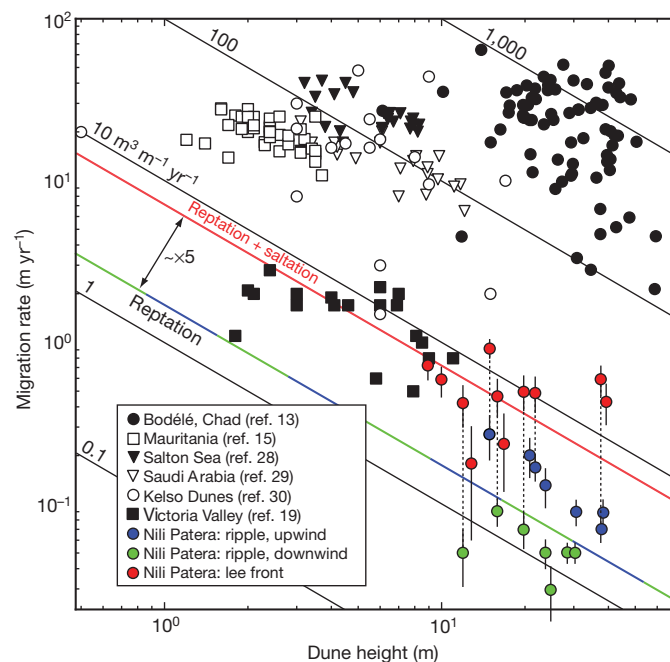 10²
10¹
10⁰
10⁻¹
Migration rate (m yr⁻¹)
100
1,000
10 m³ m⁻¹ yr⁻¹
Reptation + saltation
~×5
Reptation
1
0.1
Bodélé, Chad (ref. 13)
Mauritania (ref. 15)
Salton Sea (ref. 28)
Saudi Arabia (ref. 29)
Kelso Dunes (ref. 30)
Victoria Valley (ref. 19)
Nili Patera: ripple, upwind
Nili Patera: ripple, downwind
Nili Patera: lee front
10⁰
10¹
Dune height (m)